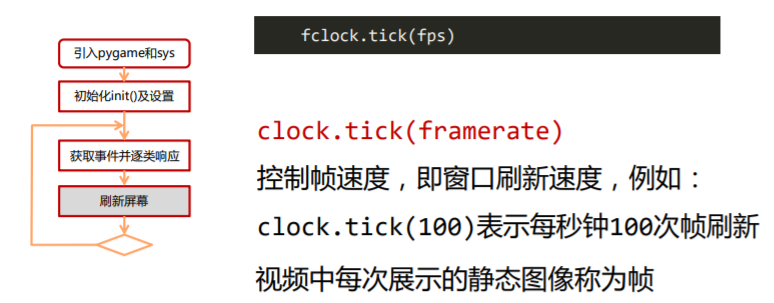 引入pygame和sys
初始化init()及设置
获取事件并逐类响应
刷新屏幕
fclock.tick(fps)
clock.tick(framerate)
控制帧速度，即窗口刷新速度，例如：
clock.tick(100)表示每秒钟100次帧刷新
视频中每次展示的静态图像称为帧